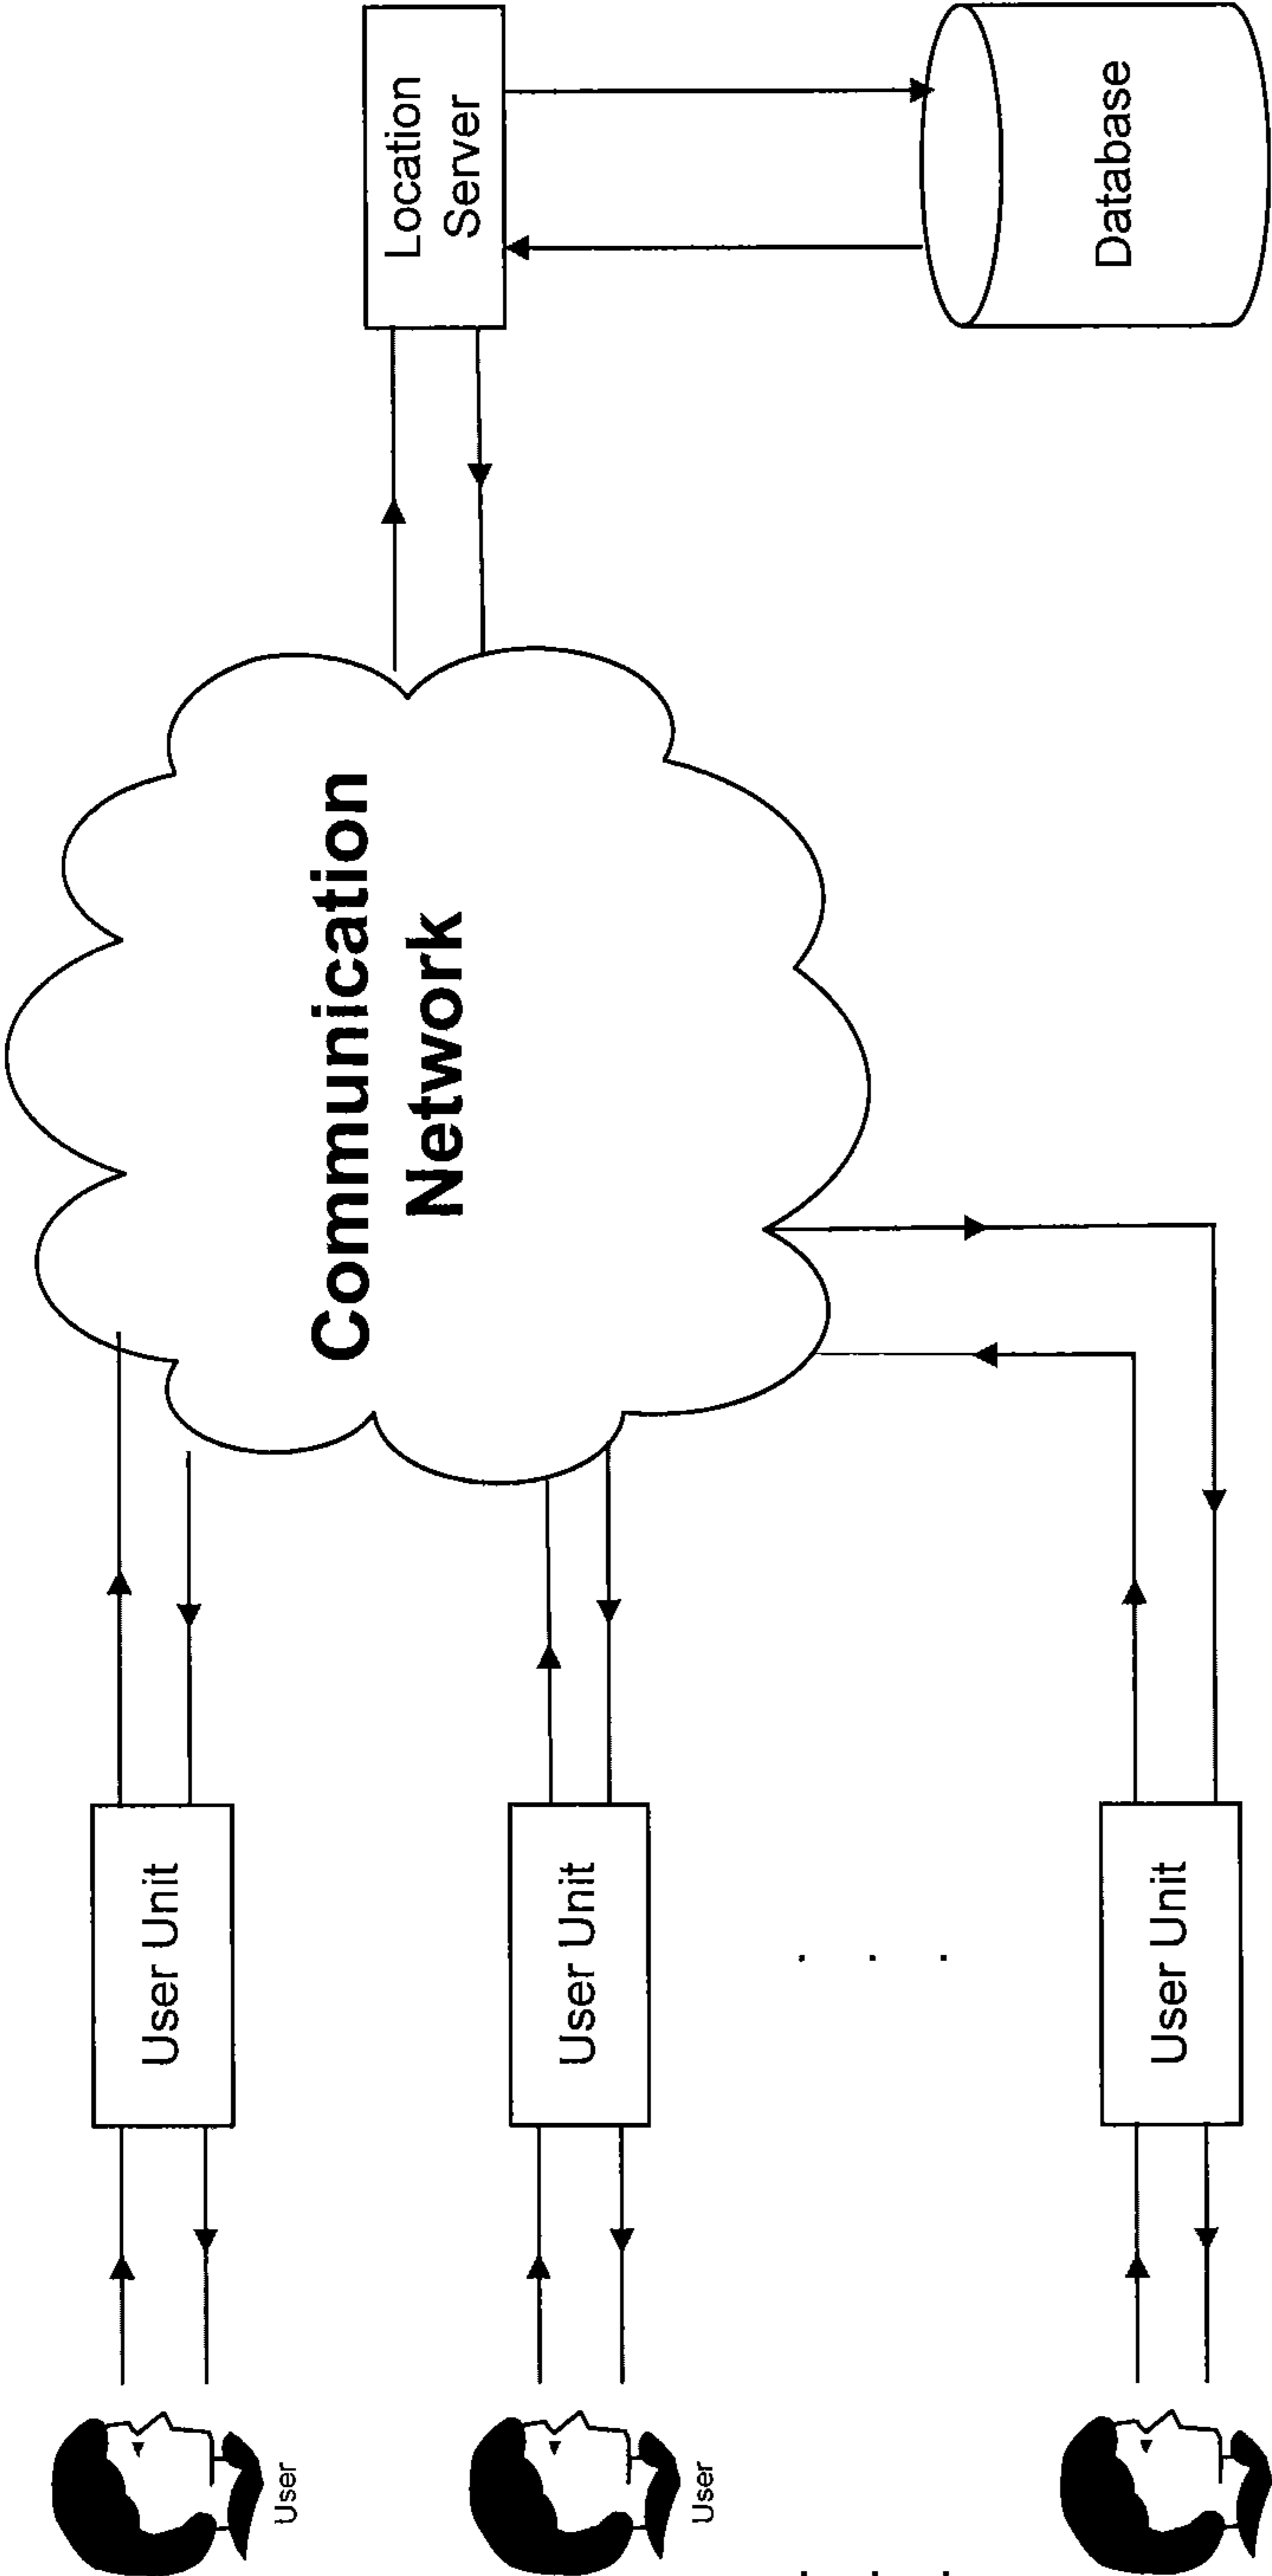 User
User Unit
User
User Unit
. . .
. . .
User Unit
Communication
Network
Location
Server
Database